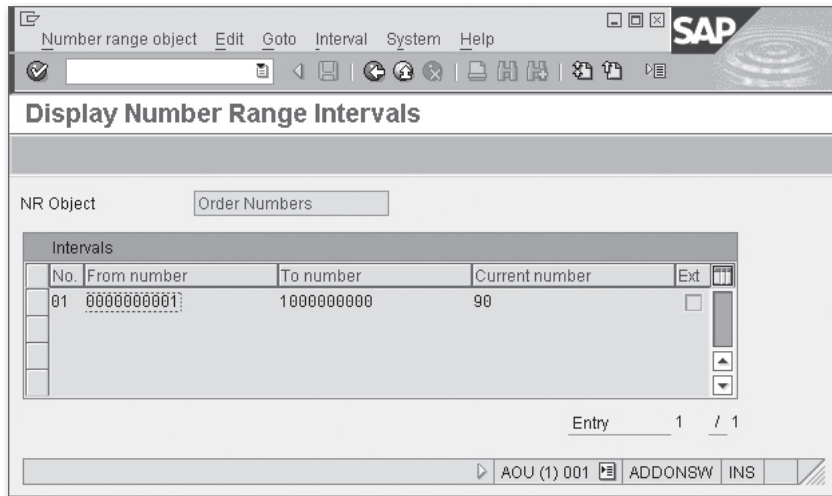 Number range object Edit Goto Interval System Help
SAP
Display Number Range Intervals
NR Object Order Numbers
Intervals
No. From number To number Current number Ext
01 0000000001 1000000000 90
Entry 1 / 1
AOU (1) 001 ADDONSW INS